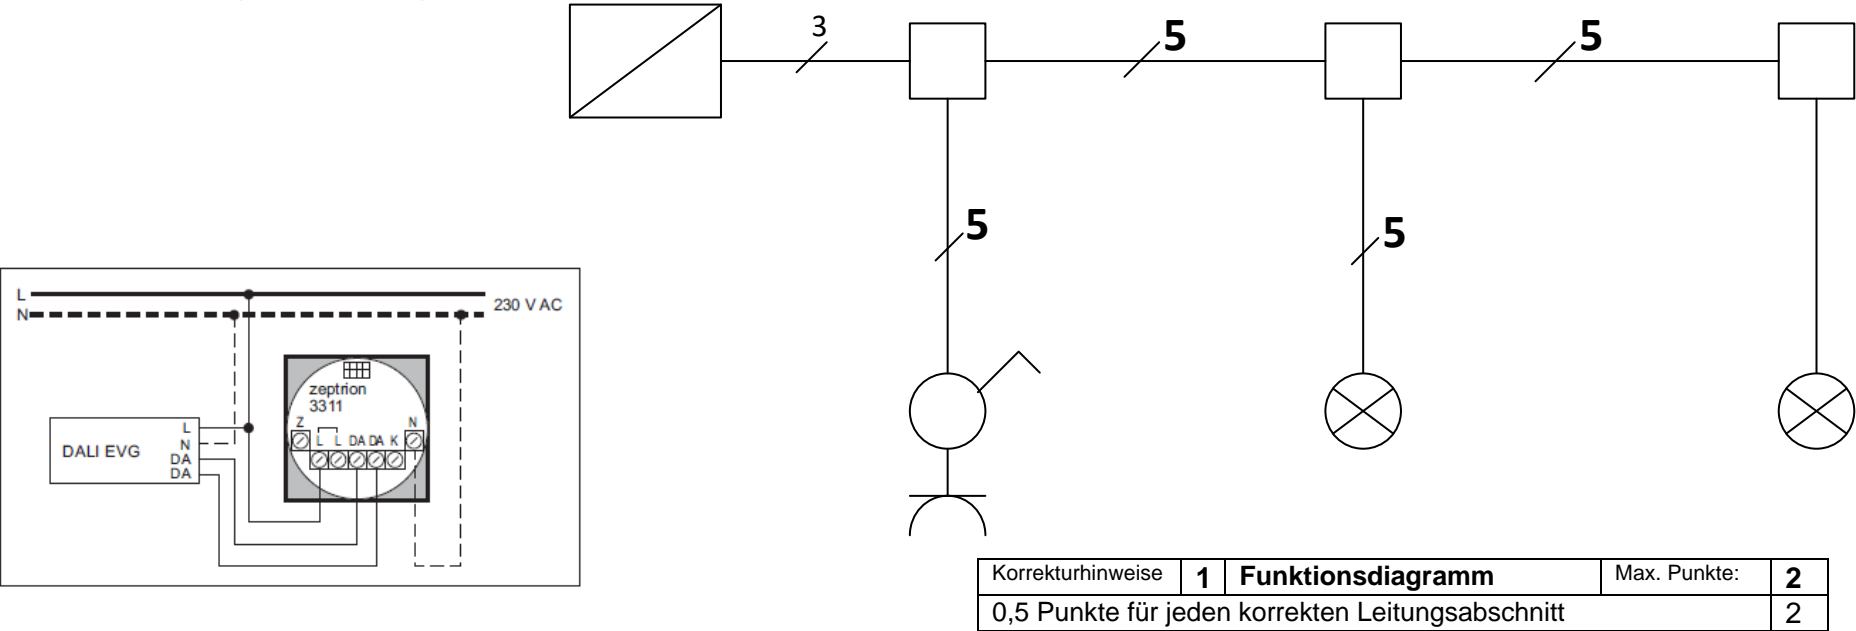 3
5
5
5
5
L
N
230 V AC
zeptrion
3311
Z
N
L L DA DA K
DALI EVG
L
N
DA
DA
Korrekturhinweise 1 Funktionsdiagramm Max. Punkte: 2
0,5 Punkte für jeden korrekten Leitungsabschnitt 2